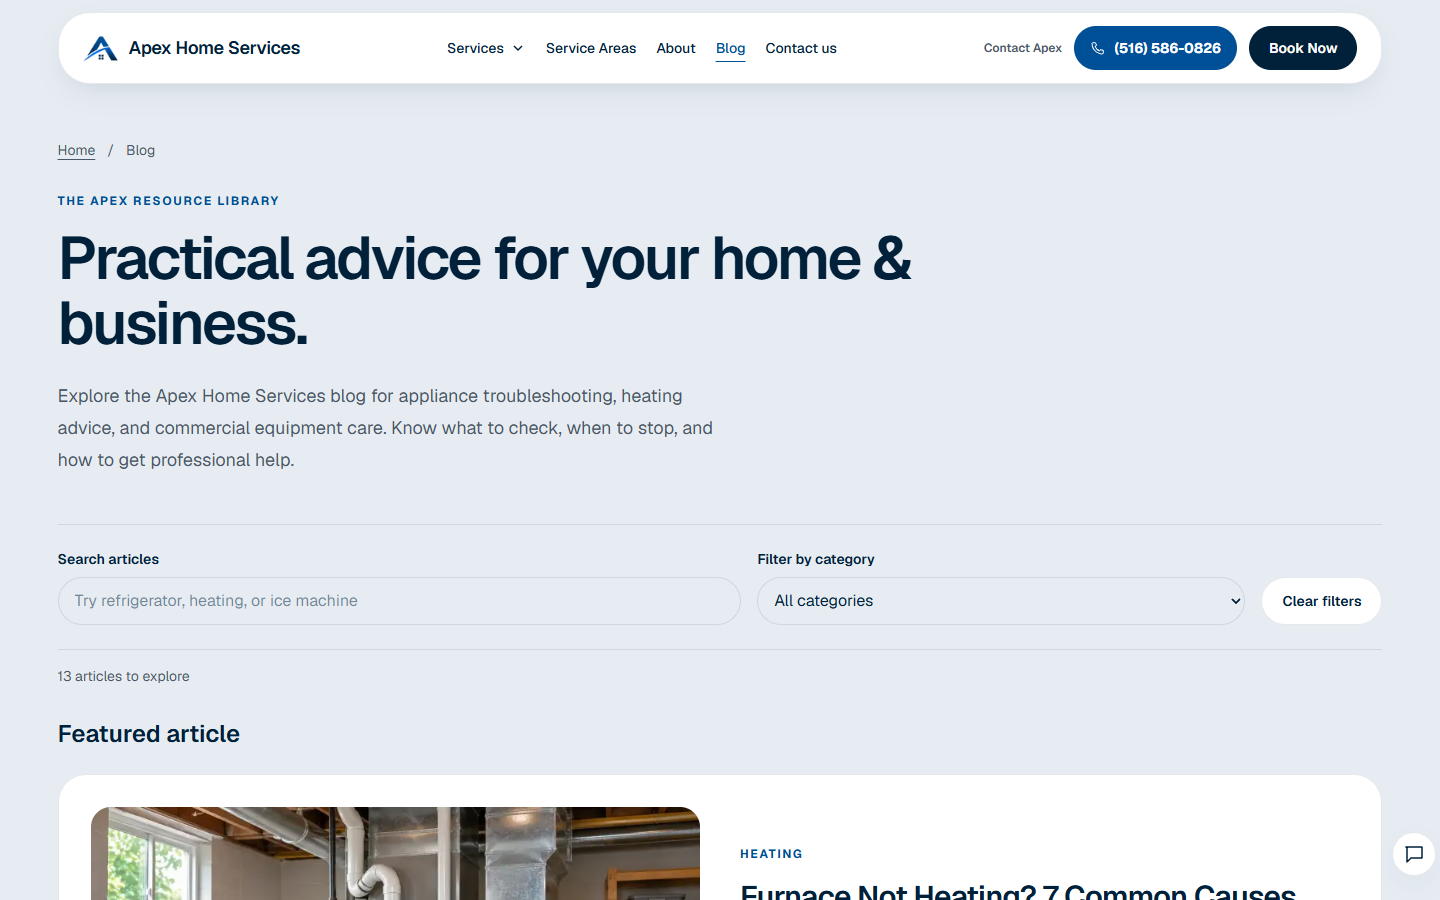 Apex Home Services
Services
Service Areas
About
Blog
Contact us
Contact Apex
(516) 586-0826
Book Now
Home / Blog
THE APEX RESOURCE LIBRARY
Practical advice for your home &
business.
Explore the Apex Home Services blog for appliance troubleshooting, heating
advice, and commercial equipment care. Know what to check, when to stop, and
how to get professional help.
Search articles
Try refrigerator, heating, or ice machine
Filter by category
All categories
Clear filters
13 articles to explore
Featured article
HEATING
Furnace Not Heating? 7 Common Causes